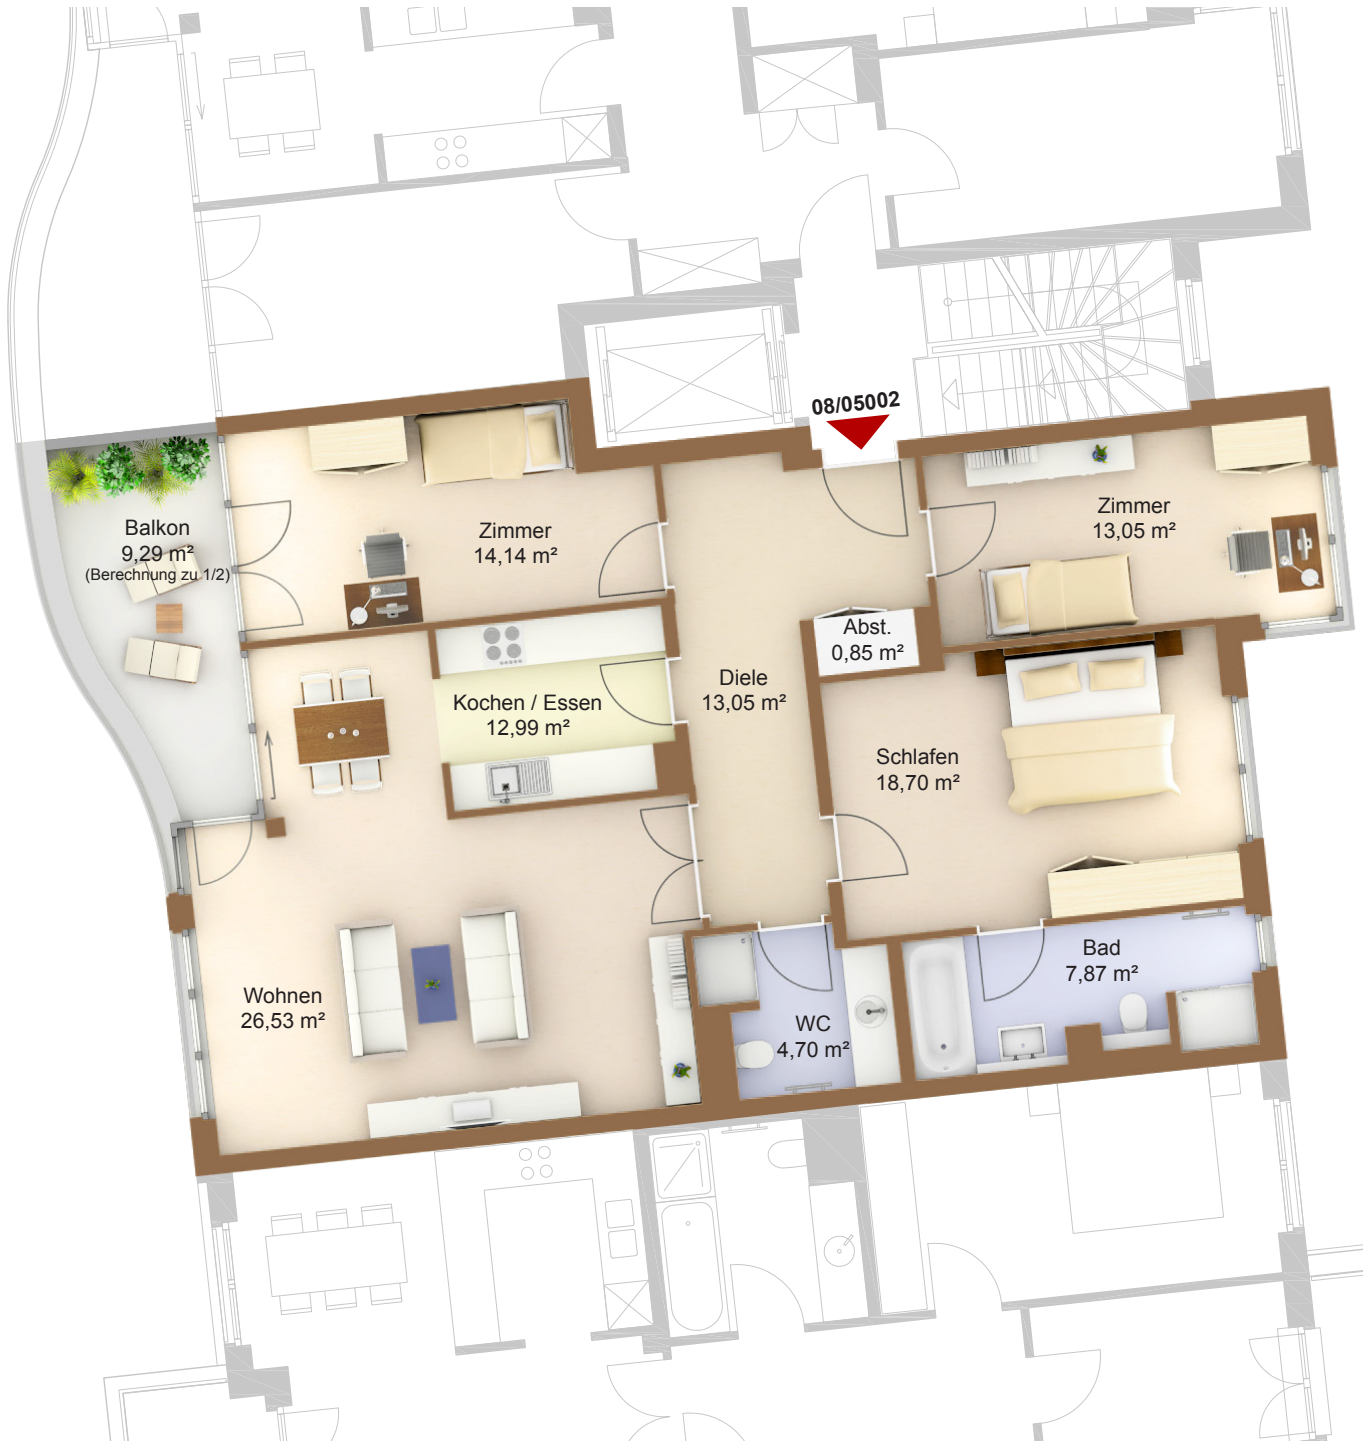 08/05002
Balkon
9,29 m²
(Berechnung zu 1/2)
Zimmer
14,14 m²
Zimmer
13,05 m²
Abst.
0,85 m²
Kochen / Essen
12,99 m²
Diele
13,05 m²
Schlafen
18,70 m²
Wohnen
26,53 m²
WC
4,70 m²
Bad
7,87 m²